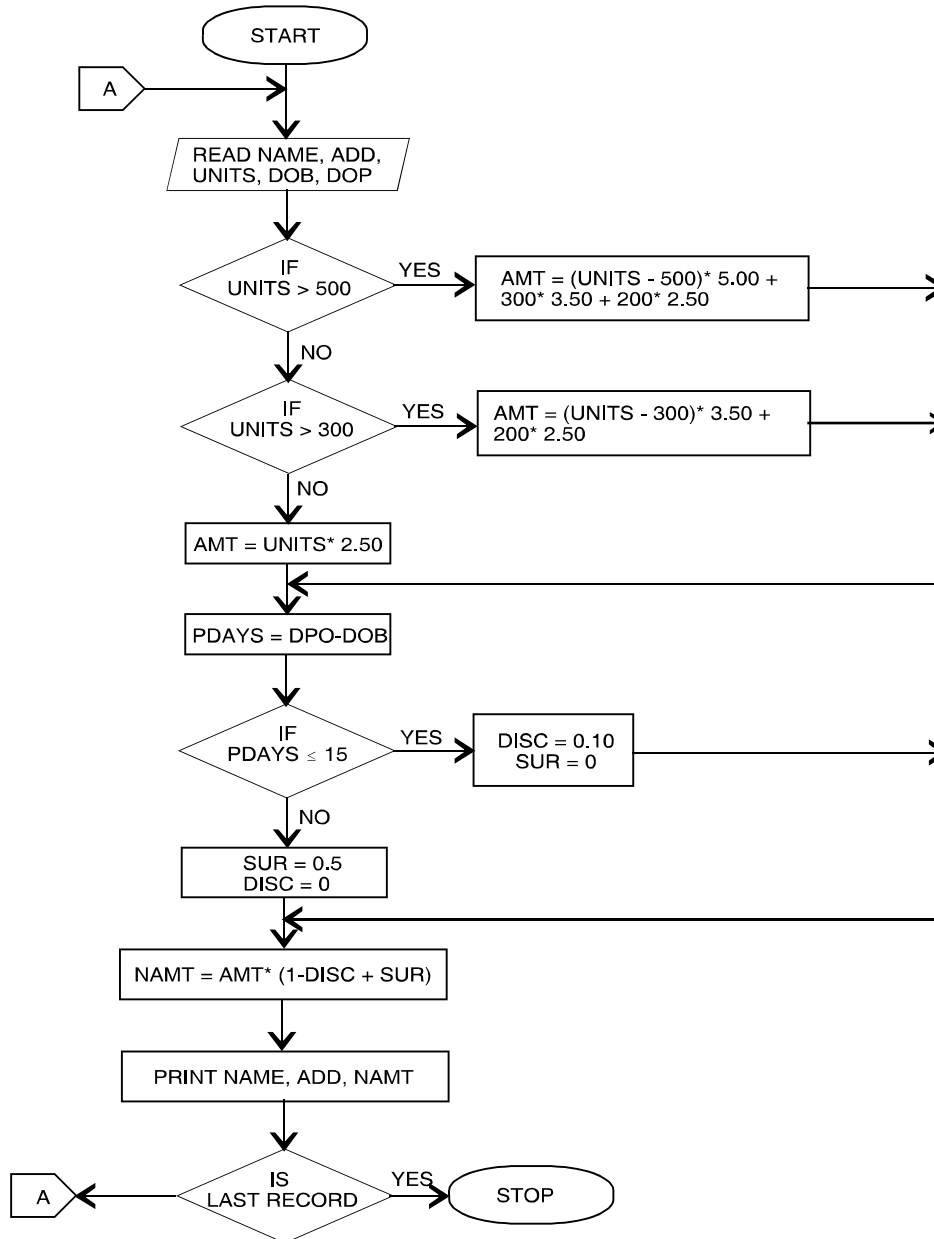 START
A
READ NAME, ADD,
UNITS, DOB, DOP
IF
UNITS > 500
YES
AMT = (UNITS - 500)* 5.00 +
300* 3.50 + 200* 2.50
NO
IF
UNITS > 300
YES
AMT = (UNITS - 300)* 3.50 +
200* 2.50
NO
AMT = UNITS* 2.50
PDAYS = DPO-DOB
IF
PDAYS ≤ 15
YES
DISC = 0.10
SUR = 0
NO
SUR = 0.5
DISC = 0
NAMT = AMT* (1-DISC + SUR)
PRINT NAME, ADD, NAMT
IS
LAST RECORD
A
YES
STOP